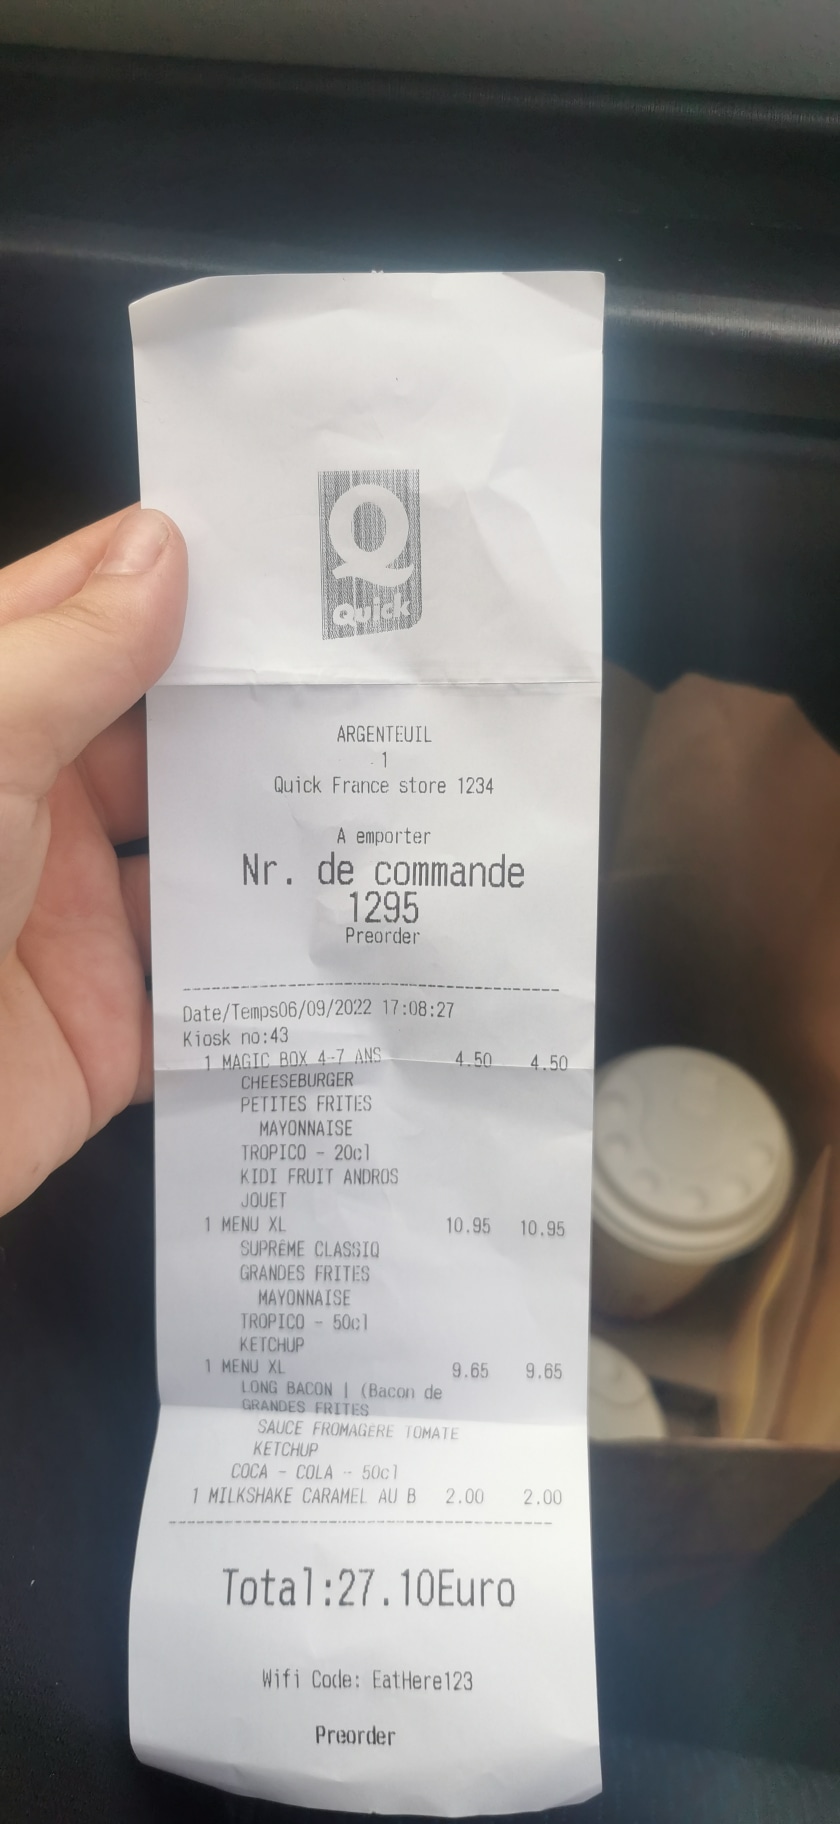 Q
Quick
ARGENTEUIL
1
Quick France store 1234
A emporter
Nr. de commande
1295
Preorder
Date/Temps06/09/2022 17:08:27
Kiosk no:43
1 MAGIC BOX 4-7 ANS 4.50 4.50
CHEESEBURGER
PETITES FRITES
MAYONNAISE
TROPICO - 20cl
KIDI FRUIT ANDROS
JOUET
1 MENU XL 10.95 10.95
SUPRÊME CLASSIQ
GRANDES FRITES
MAYONNAISE
TROPICO - 50cl
KETCHUP
1 MENU XL 9.65 9.65
LONG BACON | (Bacon de
GRANDES FRITES
SAUCE FROMAGÈRE TOMATE
KETCHUP
COCA - COLA - 50cl
1 MILKSHAKE CARAMEL AU B 2.00 2.00
Total:27.10Euro
Wifi Code: EatHere123
Preorder